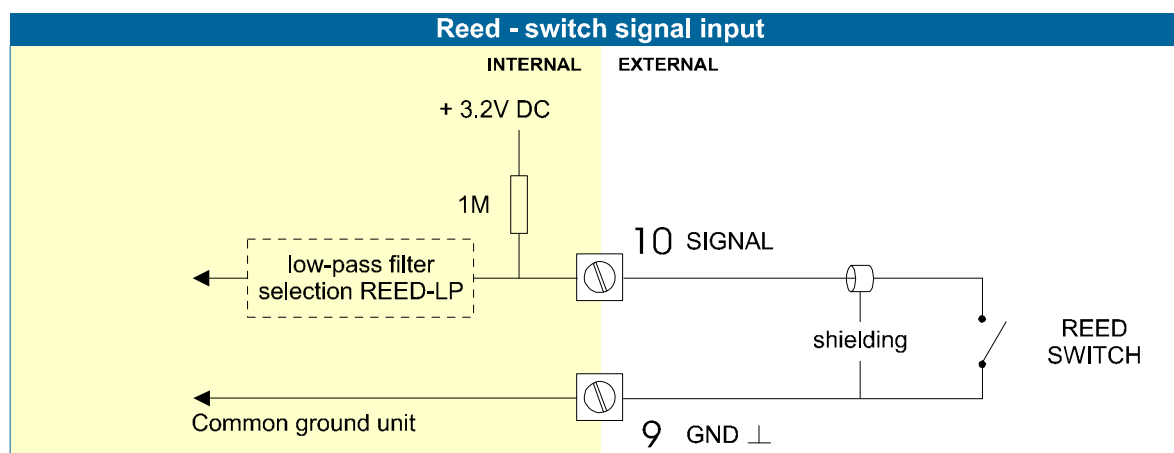 Reed - switch signal input
INTERNAL EXTERNAL
+ 3.2V DC
1M
10 SIGNAL
low-pass filter
selection REED-LP
shielding
REED
SWITCH
Common ground unit
9 GND ⊥